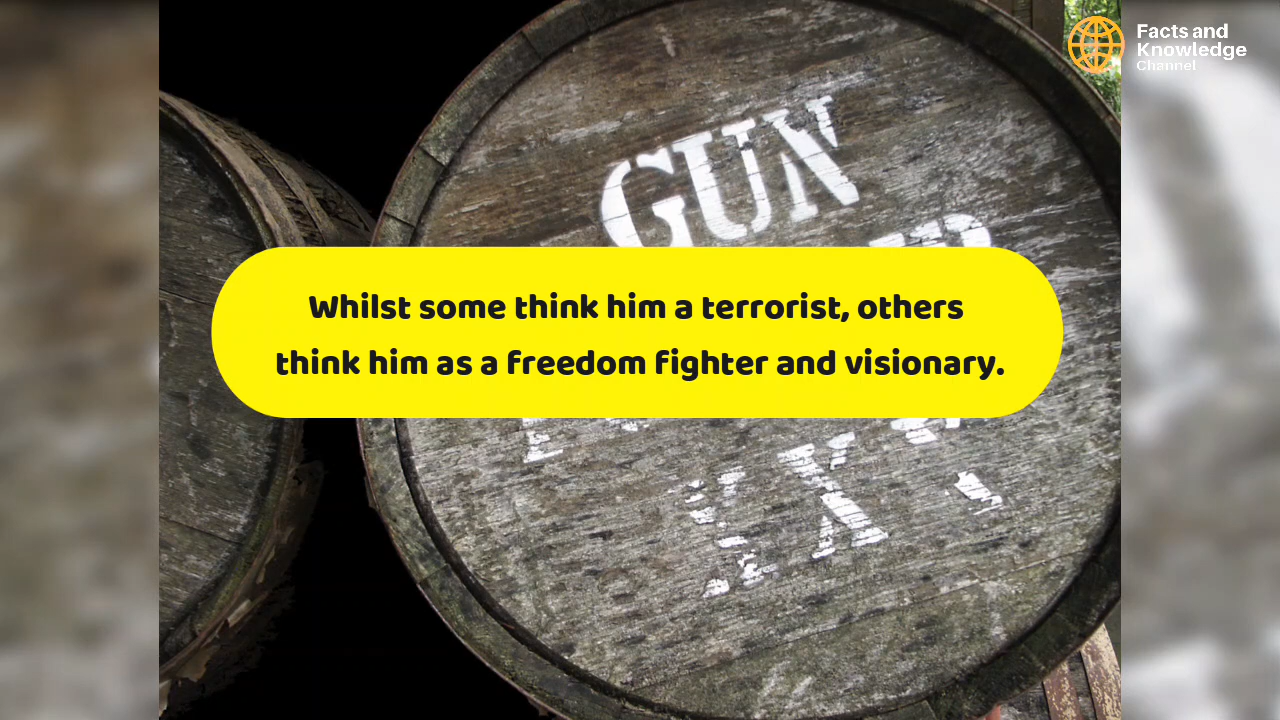 Facts and
Knowledge
Channel
GUN
Whilst some think him a terrorist, others
think him as a freedom fighter and visionary.